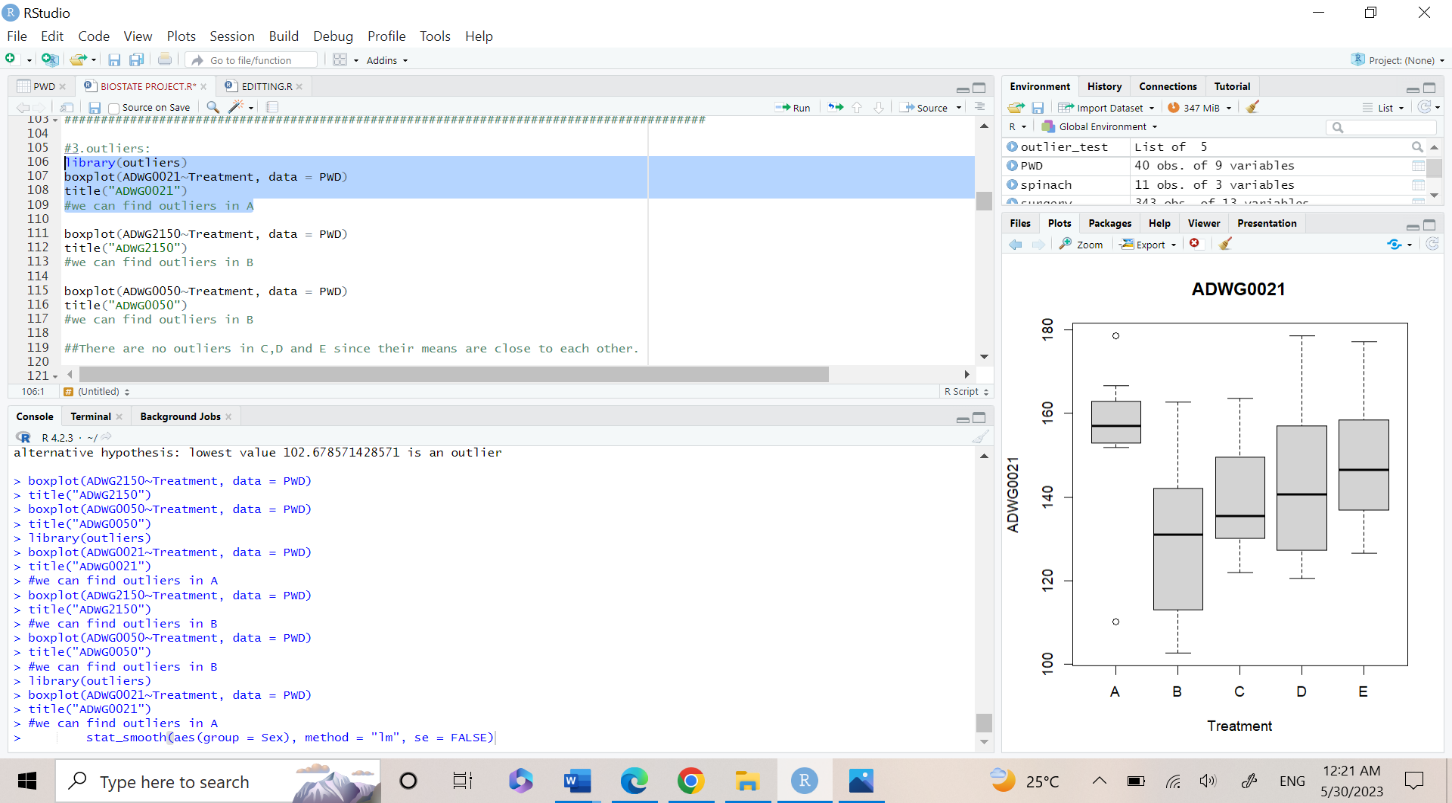 RStudio
File Edit Code View Plots Session Build Debug Profile Tools Help
Go to file/function Addins Project: (None)
PWD BIOSTATE PROJECT.R* EDITTING.R
Source on Save Run Source
103 #########################################################################################
104
105 #3.outliers:
106 library(outliers)
107 boxplot(ADWG0021~Treatment, data = PWD)
108 title("ADWG0021")
109 #we can find outliers in A
110
111 boxplot(ADWG2150~Treatment, data = PWD)
112 title("ADWG2150")
113 #we can find outliers in B
114
115 boxplot(ADWG0050~Treatment, data = PWD)
116 title("ADWG0050")
117 #we can find outliers in B
118
119 ##There are no outliers in C,D and E since their means are close to each other.
120
121
106:1 (Untitled) R Script
Console Terminal Background Jobs
R 4.2.3 · ~/
alternative hypothesis: lowest value 102.678571428571 is an outlier
> boxplot(ADWG2150~Treatment, data = PWD)
> title("ADWG2150")
> boxplot(ADWG0050~Treatment, data = PWD)
> title("ADWG0050")
> library(outliers)
> boxplot(ADWG0021~Treatment, data = PWD)
> title("ADWG0021")
> #we can find outliers in A
> boxplot(ADWG2150~Treatment, data = PWD)
> title("ADWG2150")
> #we can find outliers in B
> boxplot(ADWG0050~Treatment, data = PWD)
> title("ADWG0050")
> #we can find outliers in B
> library(outliers)
> boxplot(ADWG0021~Treatment, data = PWD)
> title("ADWG0021")
> #we can find outliers in A
> stat_smooth(aes(group = Sex), method = "lm", se = FALSE)
Environment History Connections Tutorial
Import Dataset 347 MiB List
R Global Environment
outlier_test List of 5
PWD 40 obs. of 9 variables
spinach 11 obs. of 3 variables
surgery 343 obs. of 13 variables
Files Plots Packages Help Viewer Presentation
Zoom Export
ADWG0021
180
160
140
120
100
ADWG0021
A B C D E
Treatment
Type here to search
25°C
ENG
12:21 AM
5/30/2023